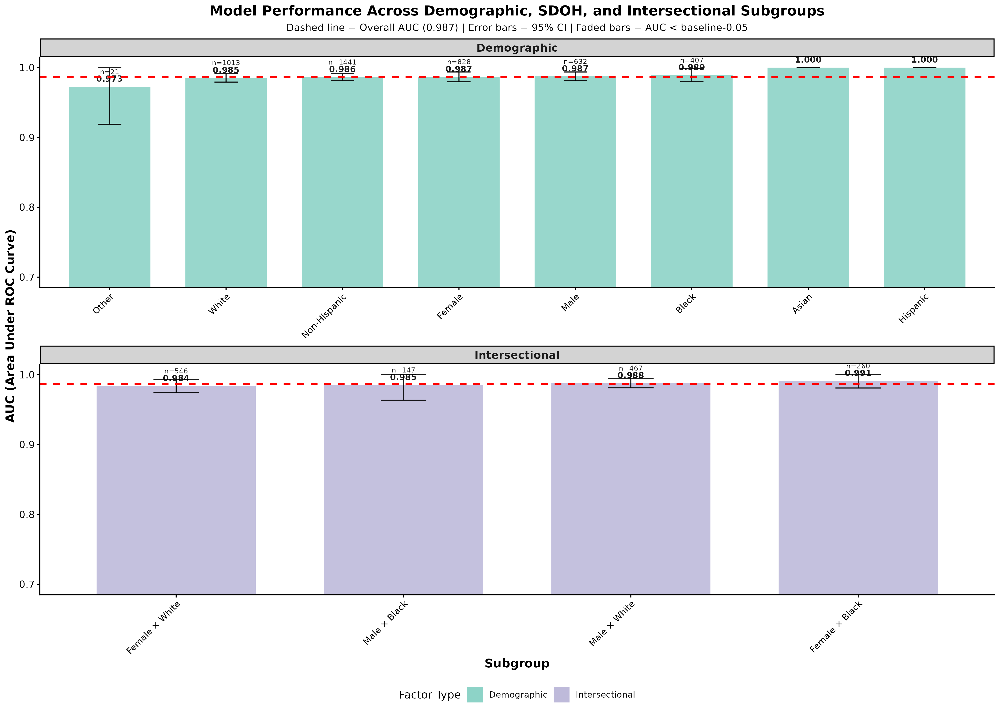 Model Performance Across Demographic, SDOH, and Intersectional Subgroups
Dashed line = Overall AUC (0.987) | Error bars = 95% CI | Faded bars = AUC < baseline-0.05
AUC (Area Under ROC Curve)
Demographic
1.0
0.9
0.8
0.7
n=21
0.973
n=1013
0.985
n=1441
0.986
n=828
0.987
n=632
0.987
n=407
0.989
1.000
1.000
Other
White
Non-Hispanic
Female
Male
Black
Asian
Hispanic
Intersectional
1.0
0.9
0.8
0.7
n=546
0.984
n=147
0.985
n=467
0.988
n=260
0.991
Female × White
Male × Black
Male × White
Female × Black
Subgroup
Factor Type
Demographic
Intersectional